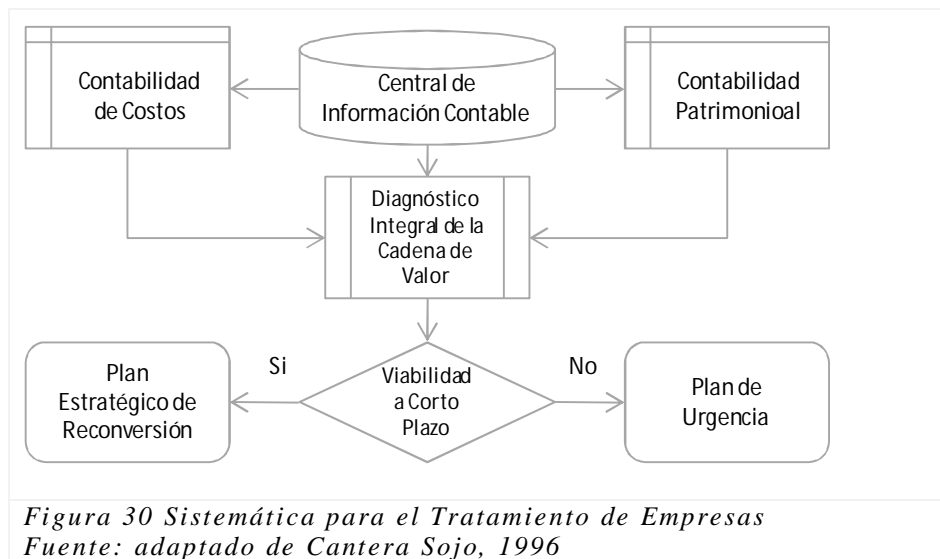 Contabilidad
de Costos
Central de
Información Contable
Contabilidad
Patrimonioal
Diagnóstico
Integral de la
Cadena de
Valor
Si
No
Plan
Estratégico de
Reconversión
Viabilidad
a Corto
Plazo
Plan de
Urgencia
Figura 30 Sistemática para el Tratamiento de Empresas
Fuente: adaptado de Cantera Sojo, 1996